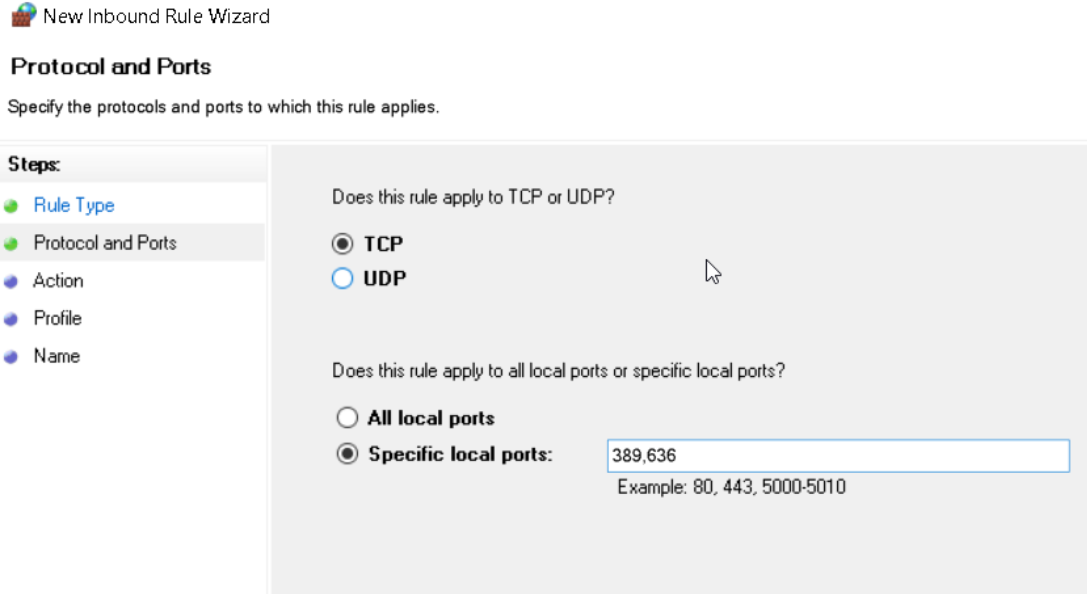 New Inbound Rule Wizard
Protocol and Ports
Specify the protocols and ports to which this rule applies.
Steps:
Rule Type
Protocol and Ports
Action
Profile
Name
Does this rule apply to TCP or UDP?
TCP
UDP
Does this rule apply to all local ports or specific local ports?
All local ports
Specific local ports:
389,636
Example: 80, 443, 5000-5010